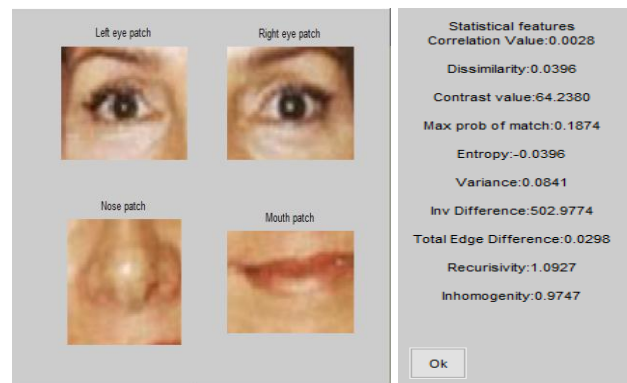 Left eye patch
Right eye patch
Nose patch
Mouth patch
Statistical features
Correlation Value:0.0028
Dissimilarity:0.0396
Contrast value:64.2380
Max prob of match:0.1874
Entropy:-0.0396
Variance:0.0841
Inv Difference:502.9774
Total Edge Difference:0.0298
Recurisivity:1.0927
Inhomogenity:0.9747
Ok